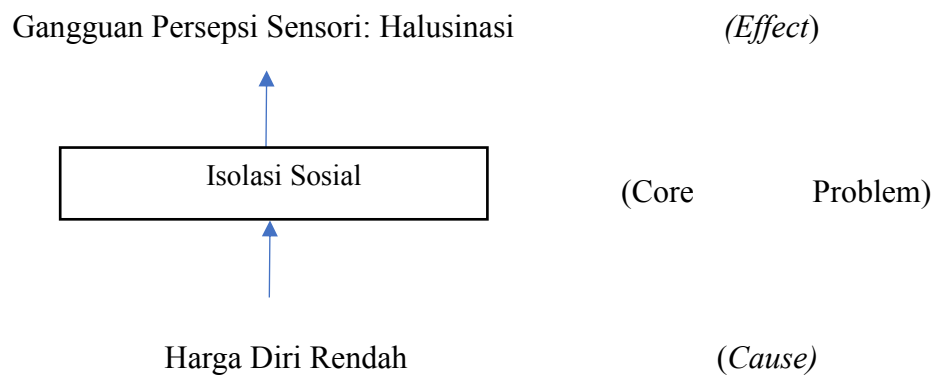 Gangguan Persepsi Sensori: Halusinasi (Effect)
Isolasi Sosial
(Core Problem)
Harga Diri Rendah (Cause)